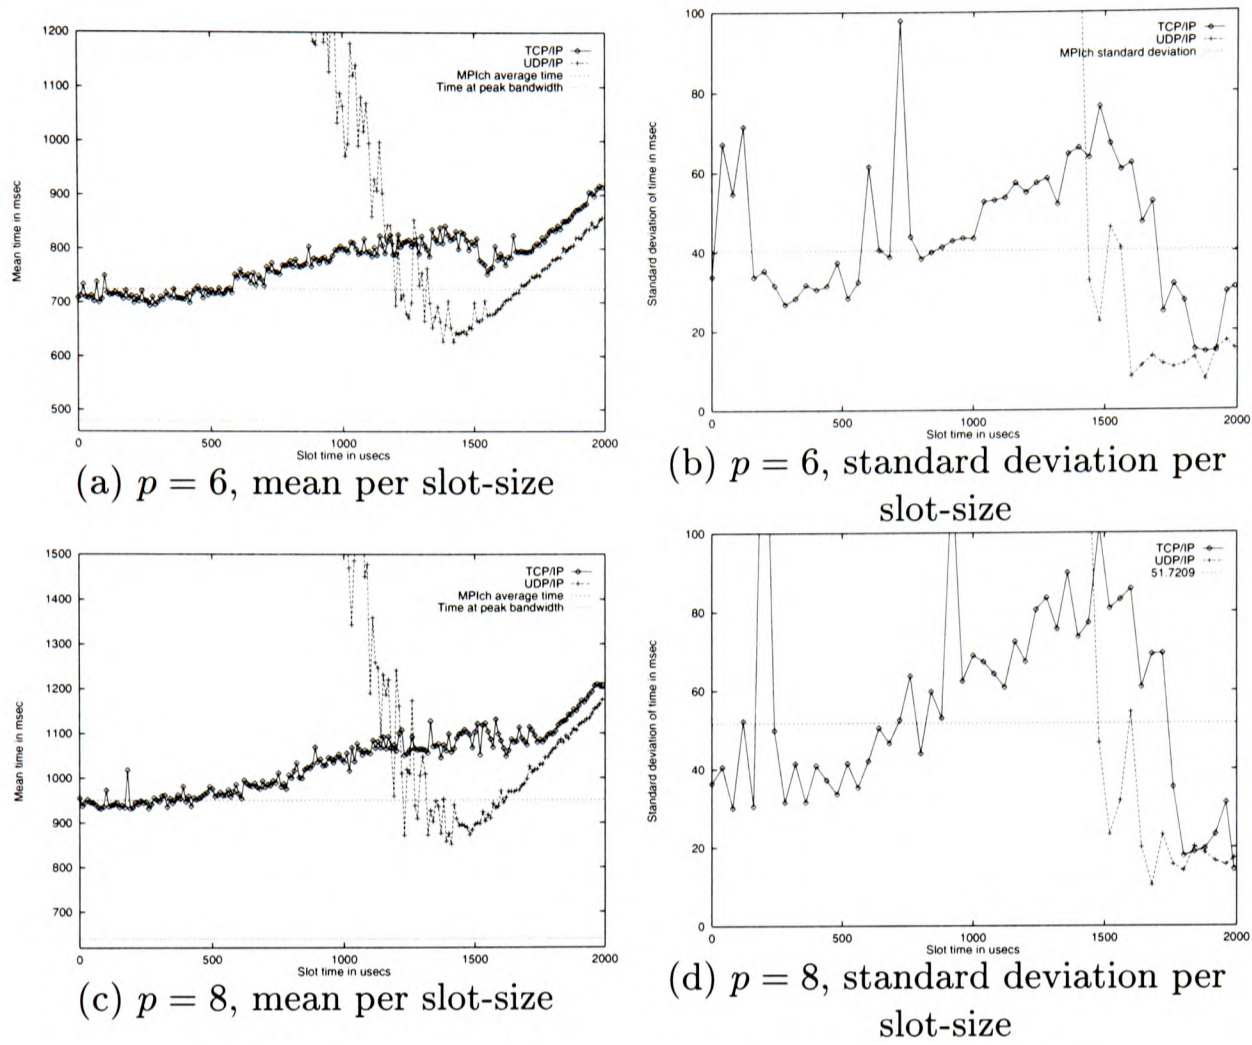 1200
1100
1000
900
800
700
600
500
Mean time in msec
TCP/IP
UDP/IP
MPIch average time
Time at peak bandwidth
0
500
1000
1500
2000
Slot time in usecs
(a) p = 6, mean per slot-size
100
80
60
40
20
0
Standard deviation of time in msec
TCP/IP
UDP/IP
MPIch standard deviation
0
500
1000
1500
2000
Slot time in usecs
(b) p = 6, standard deviation per
slot-size
1500
1400
1300
1200
1100
1000
900
800
700
Mean time in msec
TCP/IP
UDP/IP
MPIch average time
Time at peak bandwidth
0
500
1000
1500
2000
Slot time in usecs
(c) p = 8, mean per slot-size
100
80
60
40
20
0
Standard deviation of time in msec
TCP/IP
UDP/IP
51.7209
0
500
1000
1500
2000
Slot time in usecs
(d) p = 8, standard deviation per
slot-size